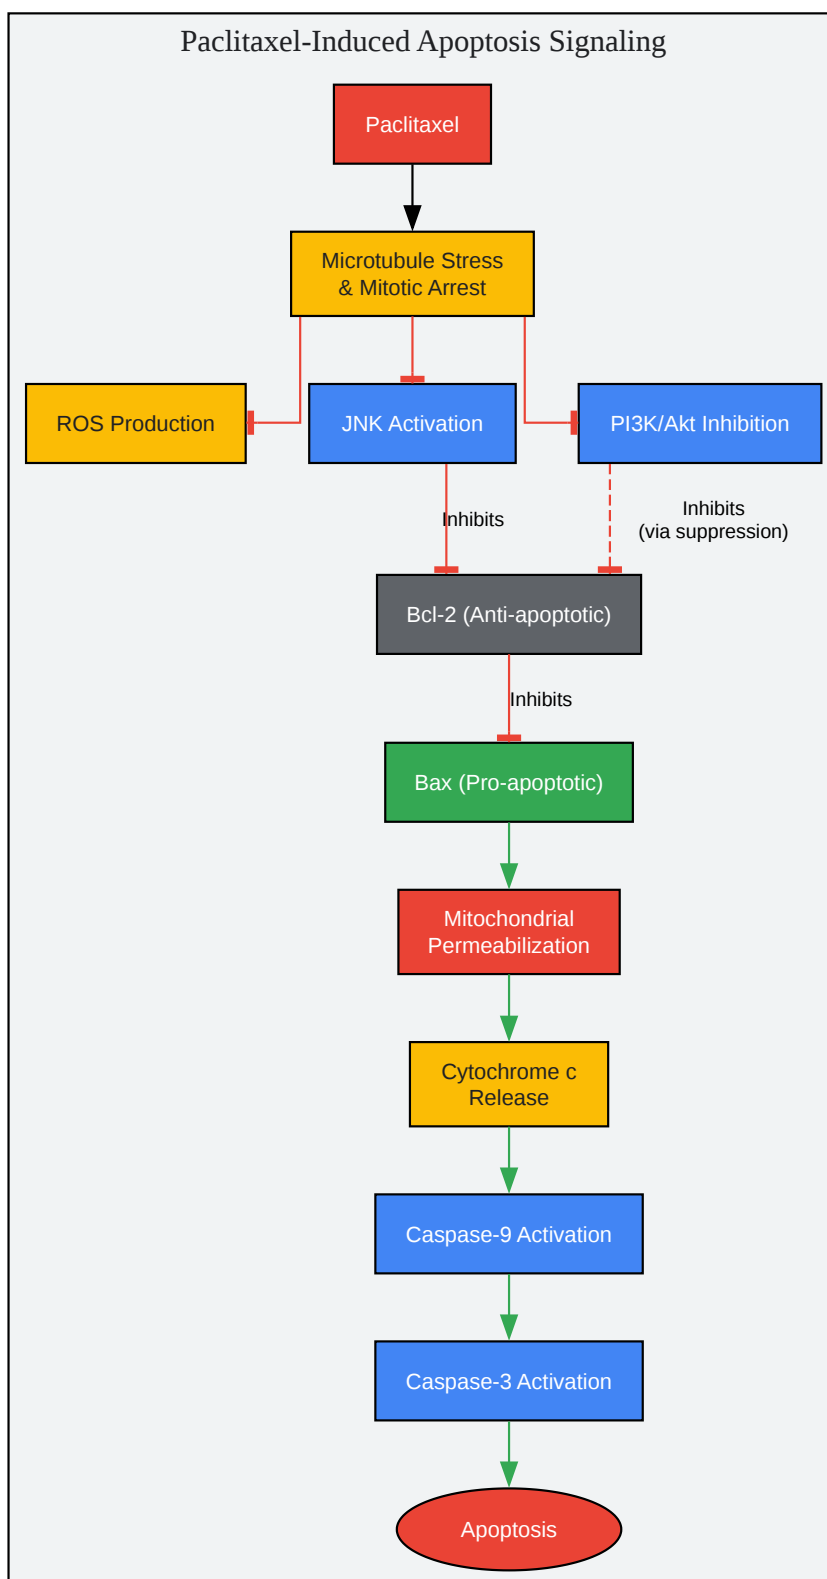 Paclitaxel-Induced Apoptosis Signaling
Paclitaxel
Microtubule Stress
& Mitotic Arrest
ROS Production
JNK Activation
PI3K/Akt Inhibition
Inhibits
Inhibits
(via suppression)
Bcl-2 (Anti-apoptotic)
Inhibits
Bax (Pro-apoptotic)
Mitochondrial
Permeabilization
Cytochrome c
Release
Caspase-9 Activation
Caspase-3 Activation
Apoptosis